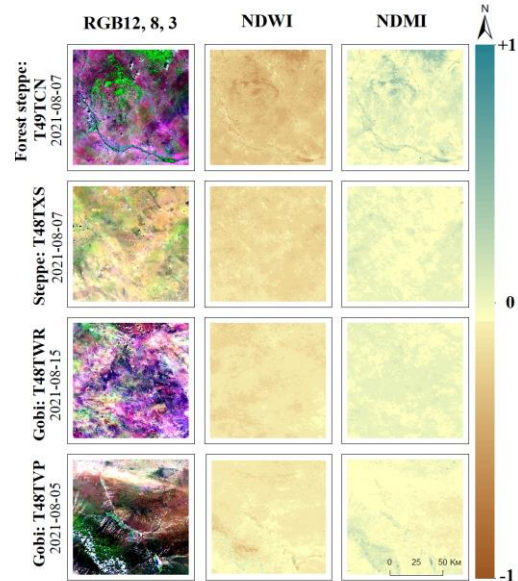 RGB12, 8, 3
NDWI
NDMI
N
+1
Forest steppe:
T49TCN
2021-08-07
Steppe: T48TXS
2021-08-07
0
Gobi: T48TWR
2021-08-15
Gobi: T48TVP
2021-08-05
0 25 50 Km
-1